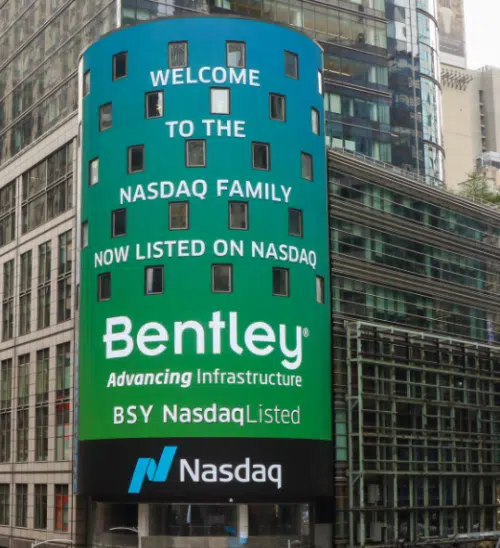 WELCOME
TO THE
NASDAQ FAMILY
NOW LISTED ON NASDAQ
Bentley®
Advancing Infrastructure
BSY NasdaqListed
Nasdaq